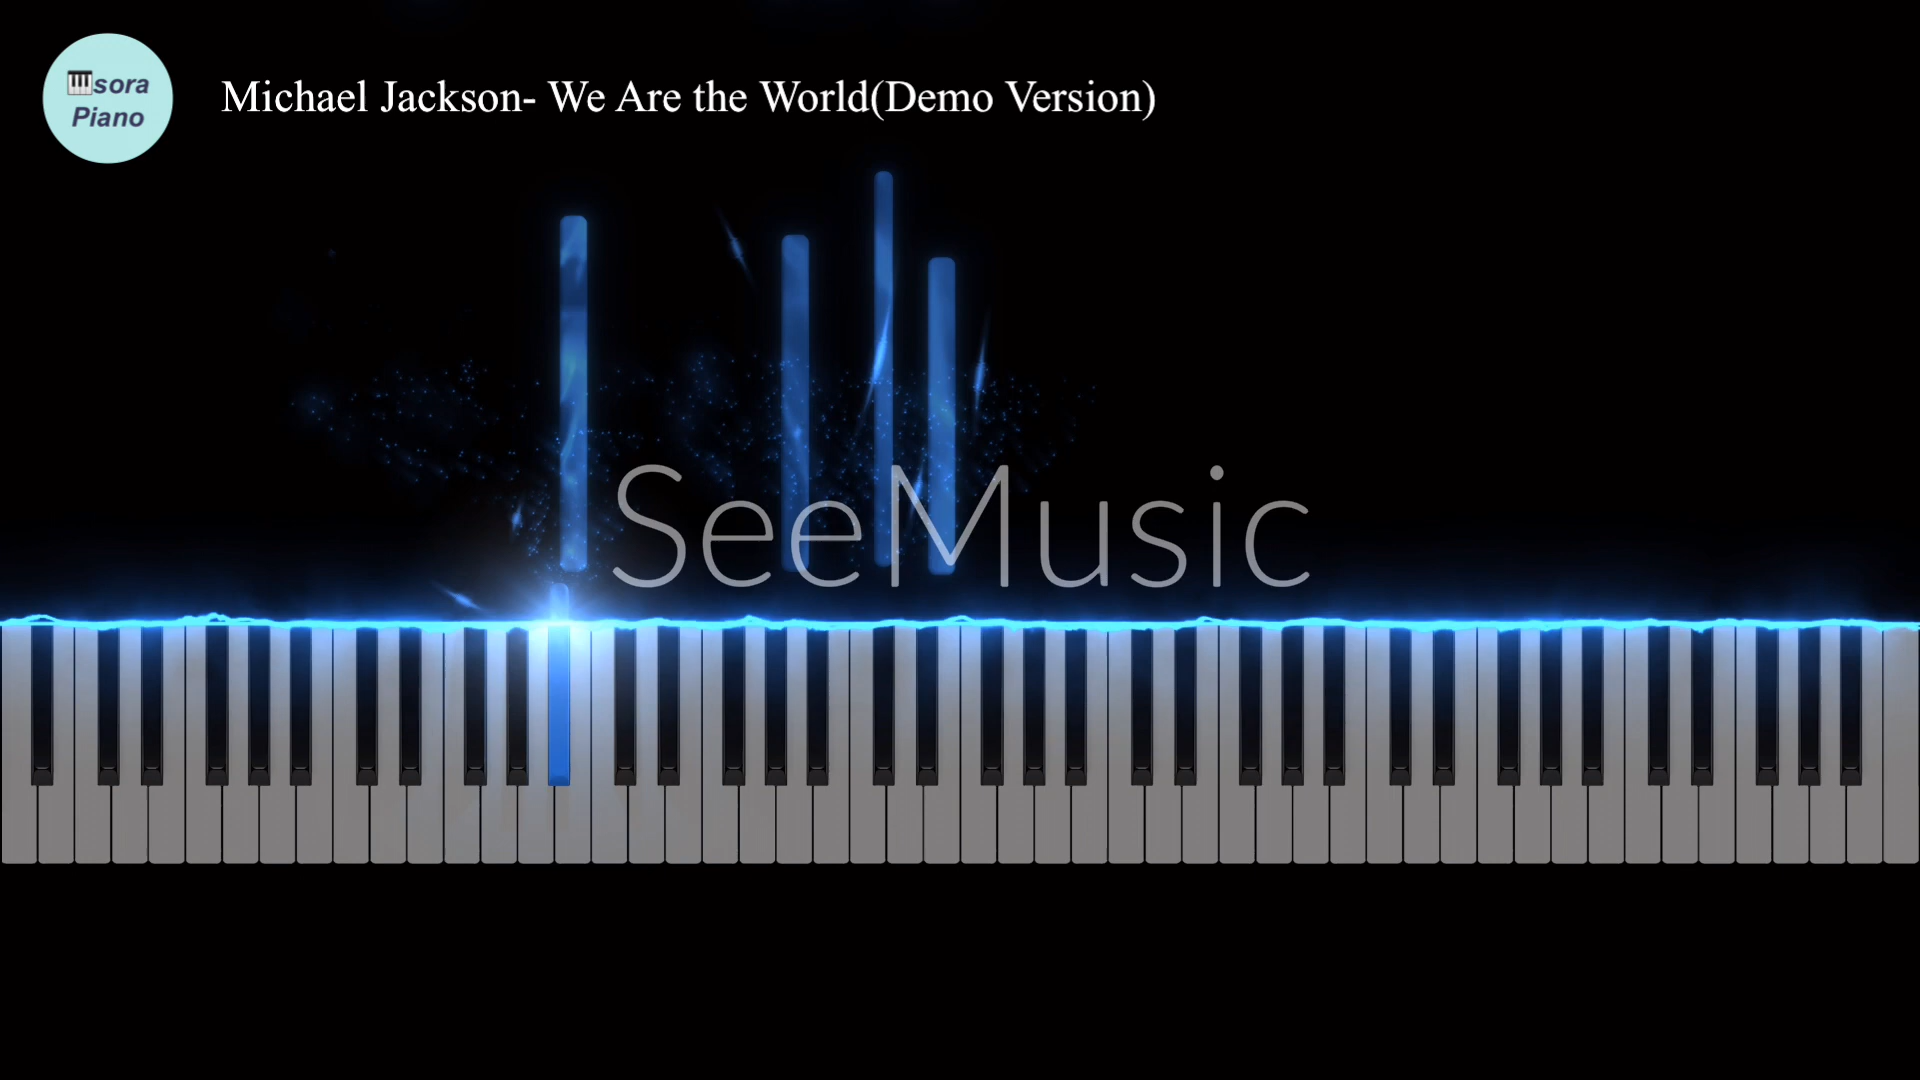 sora
Piano
Michael Jackson- We Are the World(Demo Version)
SeeMusic